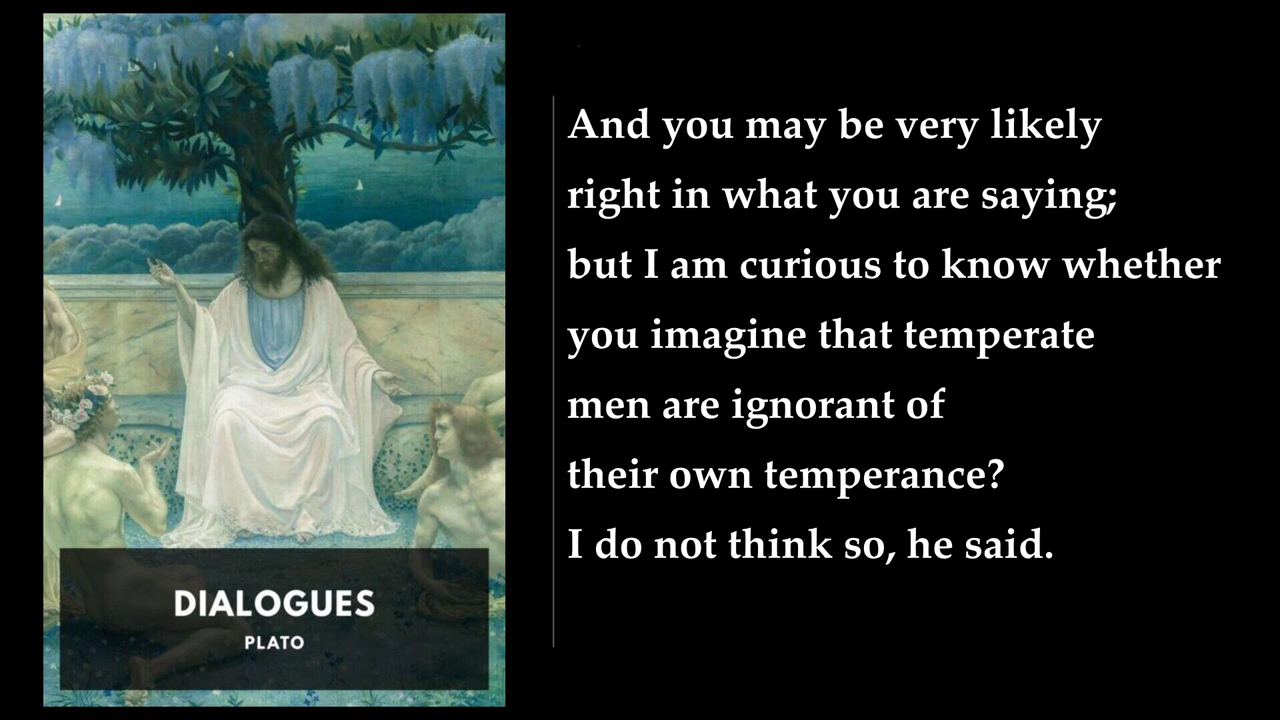 DIALOGUES
PLATO
And you may be very likely
right in what you are saying;
but I am curious to know whether
you imagine that temperate
men are ignorant of
their own temperance?
I do not think so, he said.